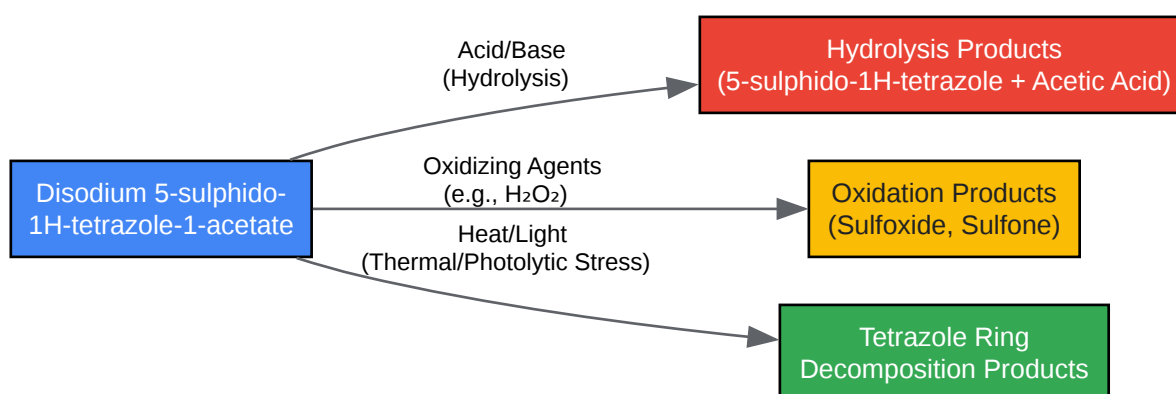 Acid/Base
(Hydrolysis)
Hydrolysis Products
(5-sulphido-1H-tetrazole + Acetic Acid)
Disodium 5-sulphido-
1H-tetrazole-1-acetate
Oxidizing Agents
(e.g., H₂O₂)
Oxidation Products
(Sulfoxide, Sulfone)
Heat/Light
(Thermal/Photolytic Stress)
Tetrazole Ring
Decomposition Products